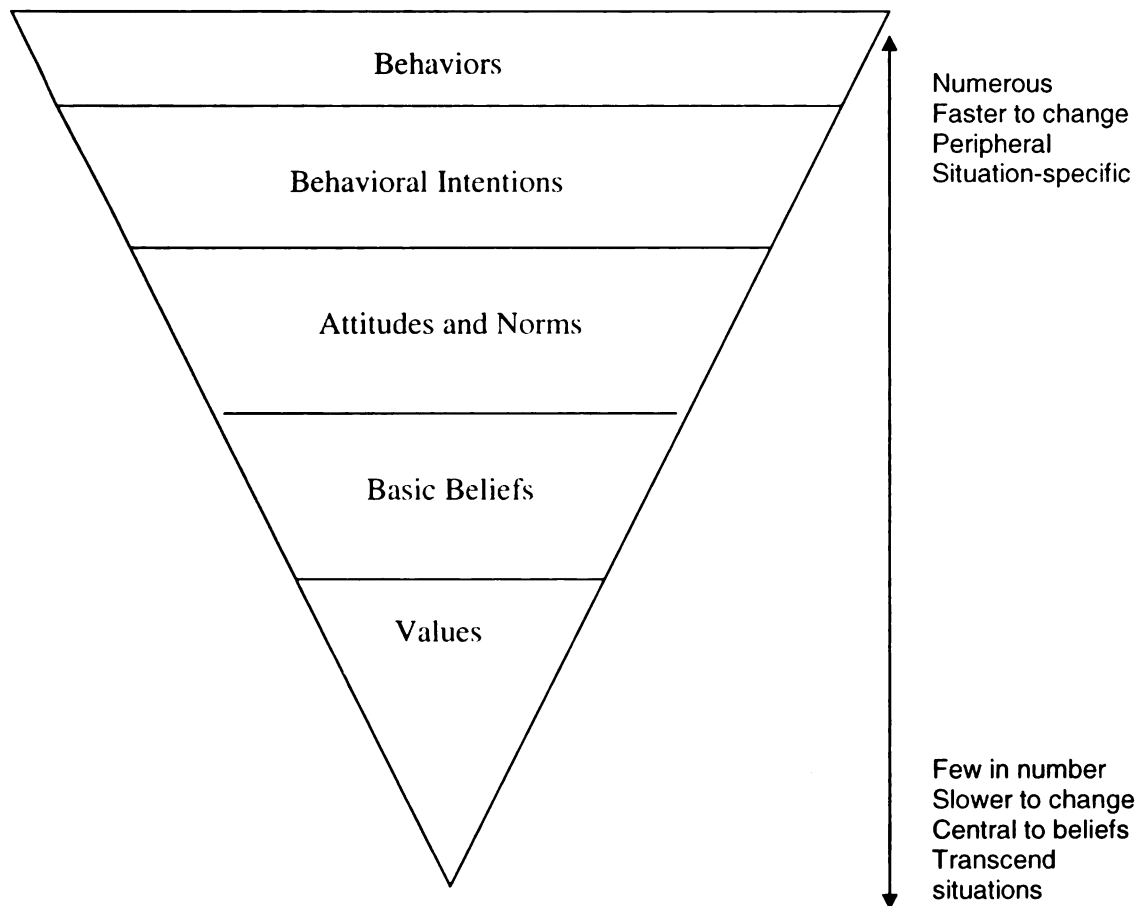 Behaviors
Behavioral Intentions
Attitudes and Norms
Basic Beliefs
Values
Numerous
Faster to change
Peripheral
Situation-specific
Few in number
Slower to change
Central to beliefs
Transcend
situations